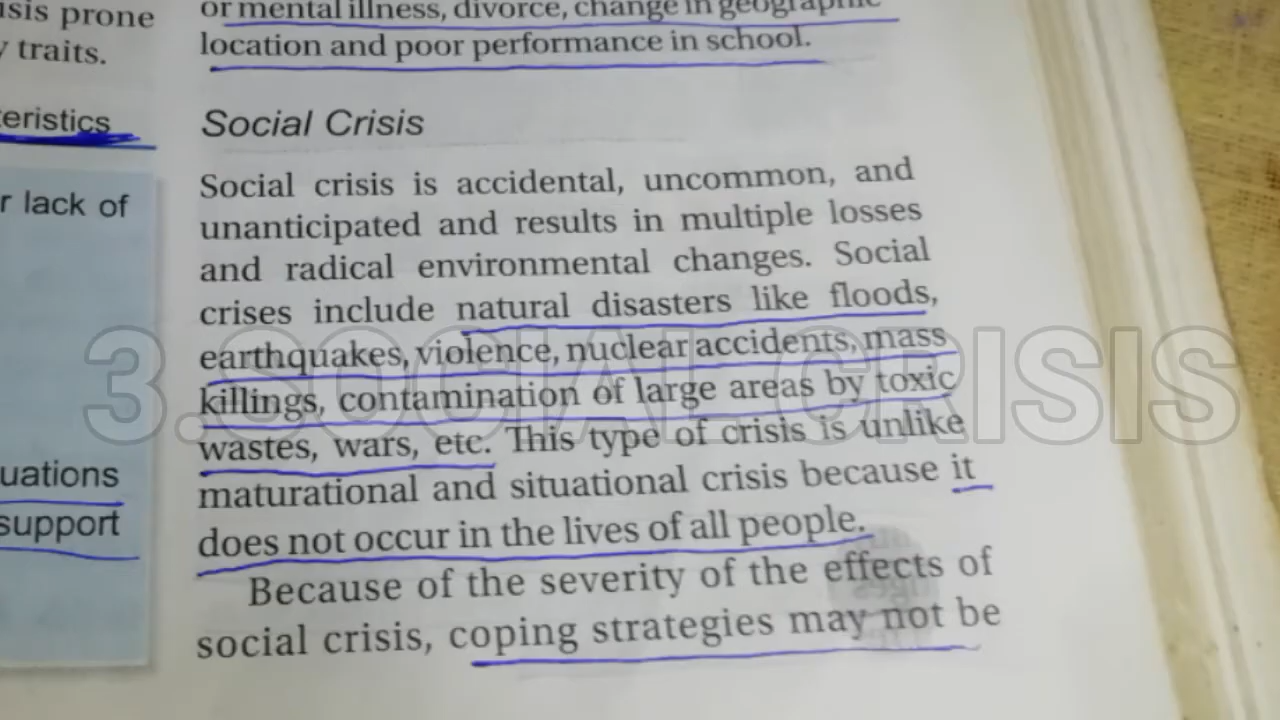 usis prone
y traits.
teristics
r lack of
uations
support
or mental illness, divorce, change in geographic
location and poor performance in school.
Social Crisis
Social crisis is accidental, uncommon, and
unanticipated and results in multiple losses
and radical environmental changes. Social
crises include natural disasters like floods,
earthquakes, violence, nuclear accidents, mass
killings, contamination of large areas by toxic
wastes, wars, etc. This type of crisis is unlike
maturational and situational crisis because it
does not occur in the lives of all people.
Because of the severity of the effects of
social crisis, coping strategies may not be
3.SOCIAL CRISIS